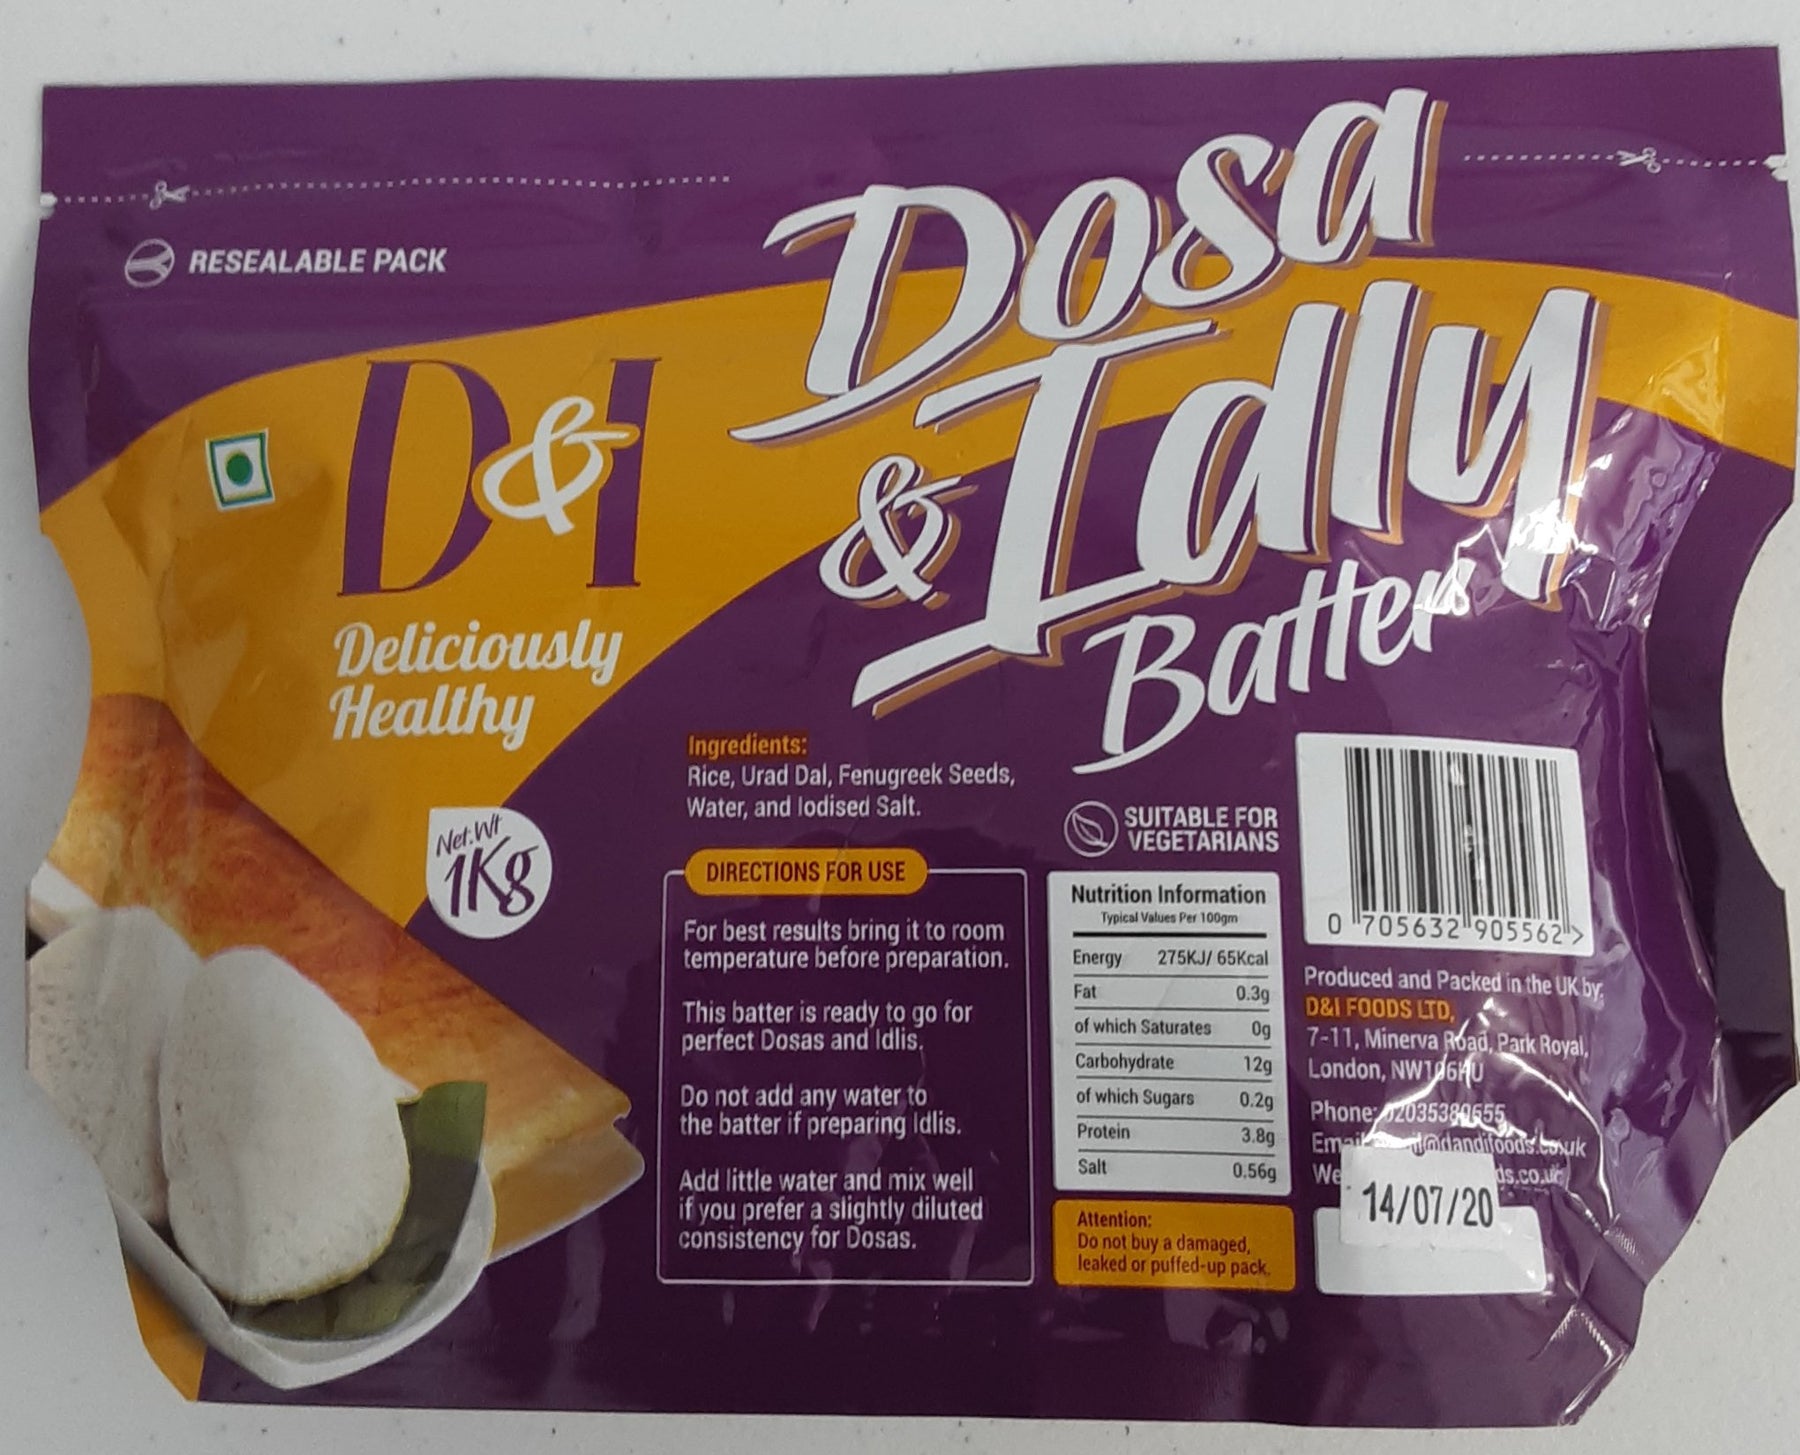 RESEALABLE PACK
Dosa
& Idly
Batter
D&I
Deliciously
Healthy
Net.Wt
1Kg
Ingredients:
Rice, Urad Dal, Fenugreek Seeds,
Water, and Iodised Salt.
DIRECTIONS FOR USE
For best results bring it to room
temperature before preparation.
This batter is ready to go for
perfect Dosas and Idlis.
Do not add any water to
the batter if preparing Idlis.
Add little water and mix well
if you prefer a slightly diluted
consistency for Dosas.
SUITABLE FOR
VEGETARIANS
Nutrition Information
Typical Values Per 100gm
Energy 275KJ/ 65Kcal
Fat 0.3g
of which Saturates 0g
Carbohydrate 12g
of which Sugars 0.2g
Protein 3.8g
Salt 0.56g
Attention:
Do not buy a damaged,
leaked or puffed-up pack.
0 705632 905562 >
Produced and Packed in the UK by:
D&I FOODS LTD,
7-11, Minerva Road, Park Royal,
London,
Phone:
14/07/20